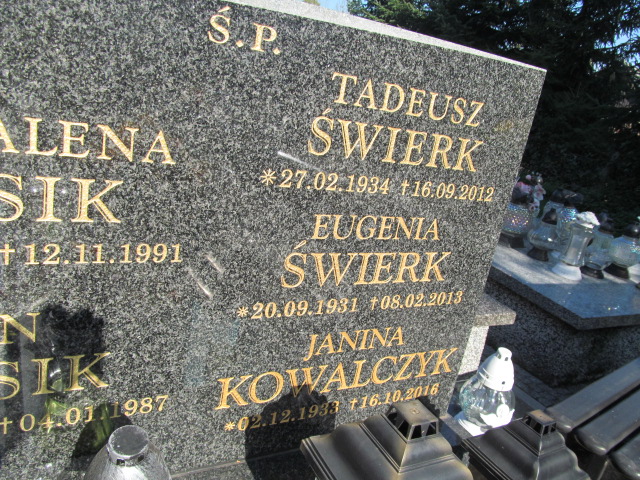 Ś.P.
ALENA
SIK
† 12.11.1991
N
SIK
† 04.01.1987
TADEUSZ
ŚWIERK
*27.02.1934 †16.09.2012
EUGENIA
ŚWIERK
*20.09.1931 †08.02.2013
JANINA
KOWALCZYK
*02.12.1933 †16.10.2016